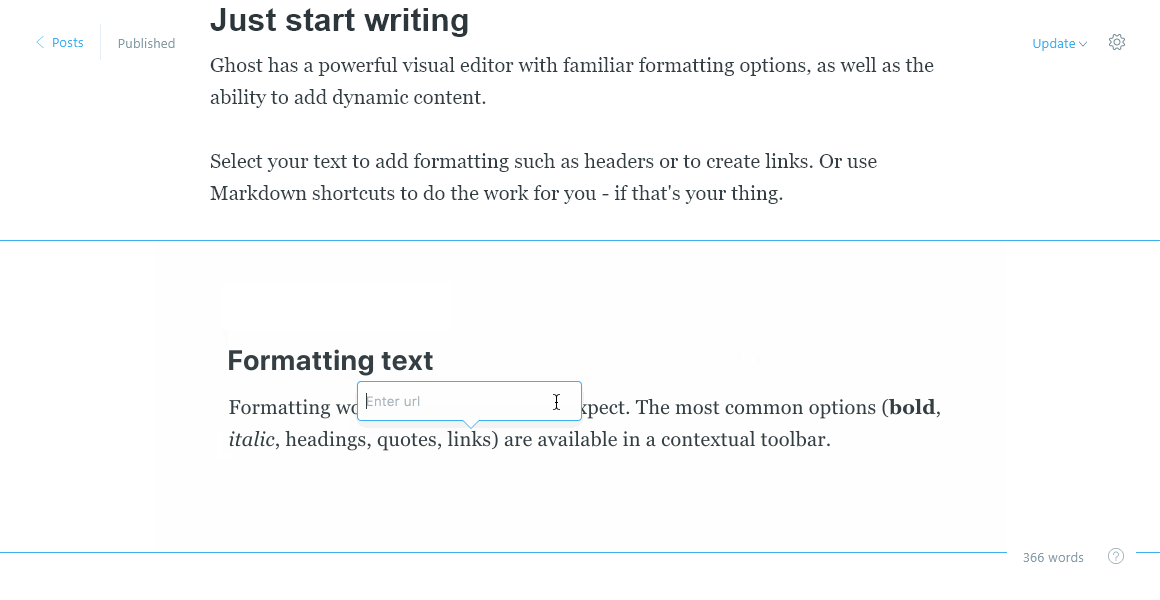 Just start writing
Posts
Published
Update
Ghost has a powerful visual editor with familiar formatting options, as well as the
ability to add dynamic content.
Select your text to add formatting such as headers or to create links. Or use
Markdown shortcuts to do the work for you - if that's your thing.
Formatting text
Enter url
Formatting wo xpect. The most common options (bold,
italic, headings, quotes, links) are available in a contextual toolbar.
366 words
?